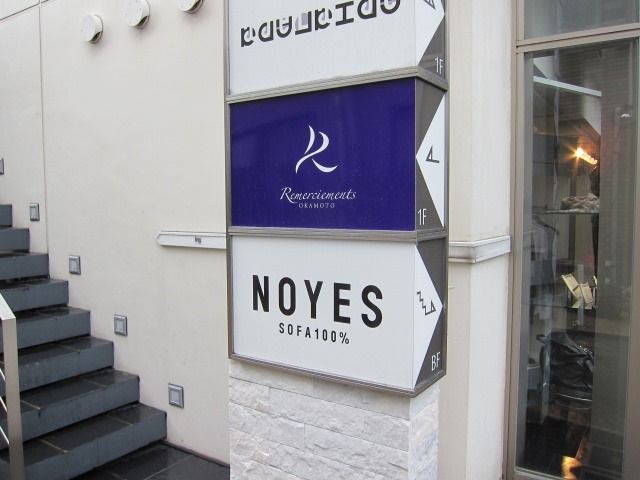 1F
R
Remerciements
OKAMOTO
1F
NOYES
SOFA100%
BF